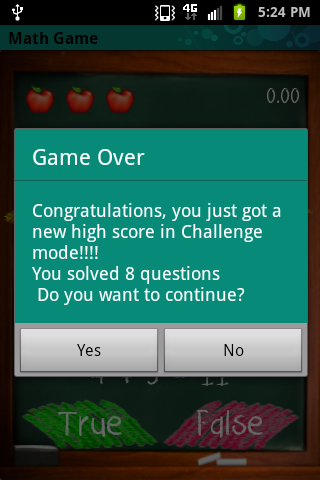 4G 5:24 PM
Math Game
0.00
Game Over
Congratulations, you just got a
new high score in Challenge
mode!!!!
You solved 8 questions
Do you want to continue?
Yes No
True False